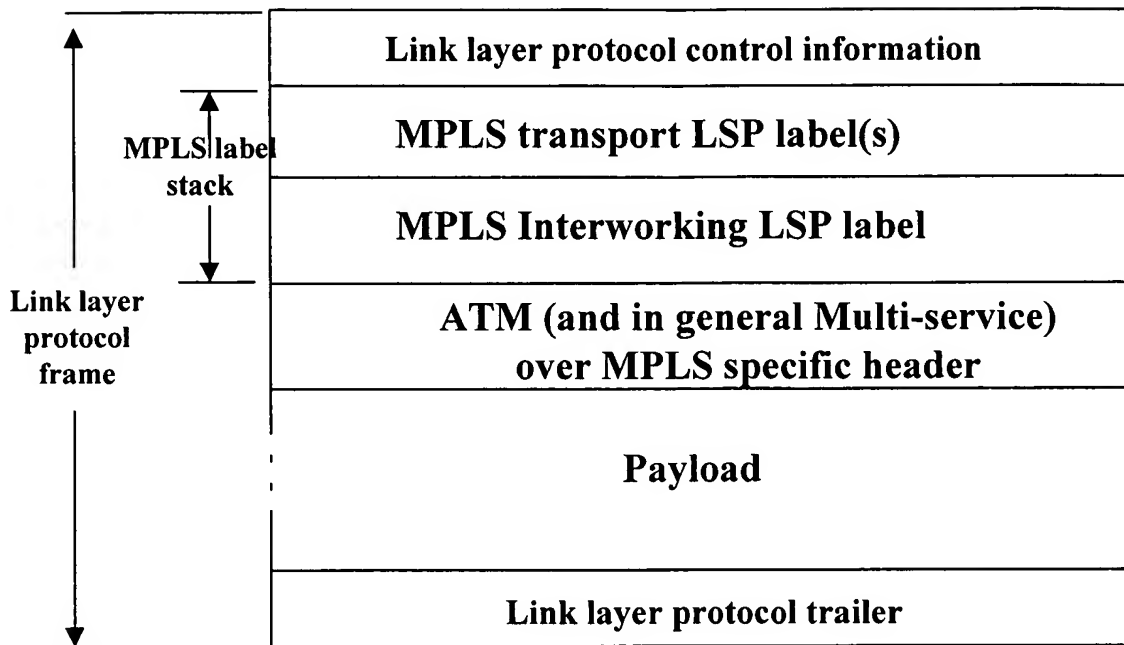 Link layer protocol control information
MPLS transport LSP label(s)
MPLS label
stack
MPLS Interworking LSP label
Link layer
protocol
frame
ATM (and in general Multi-service)
over MPLS specific header
Payload
Link layer protocol trailer